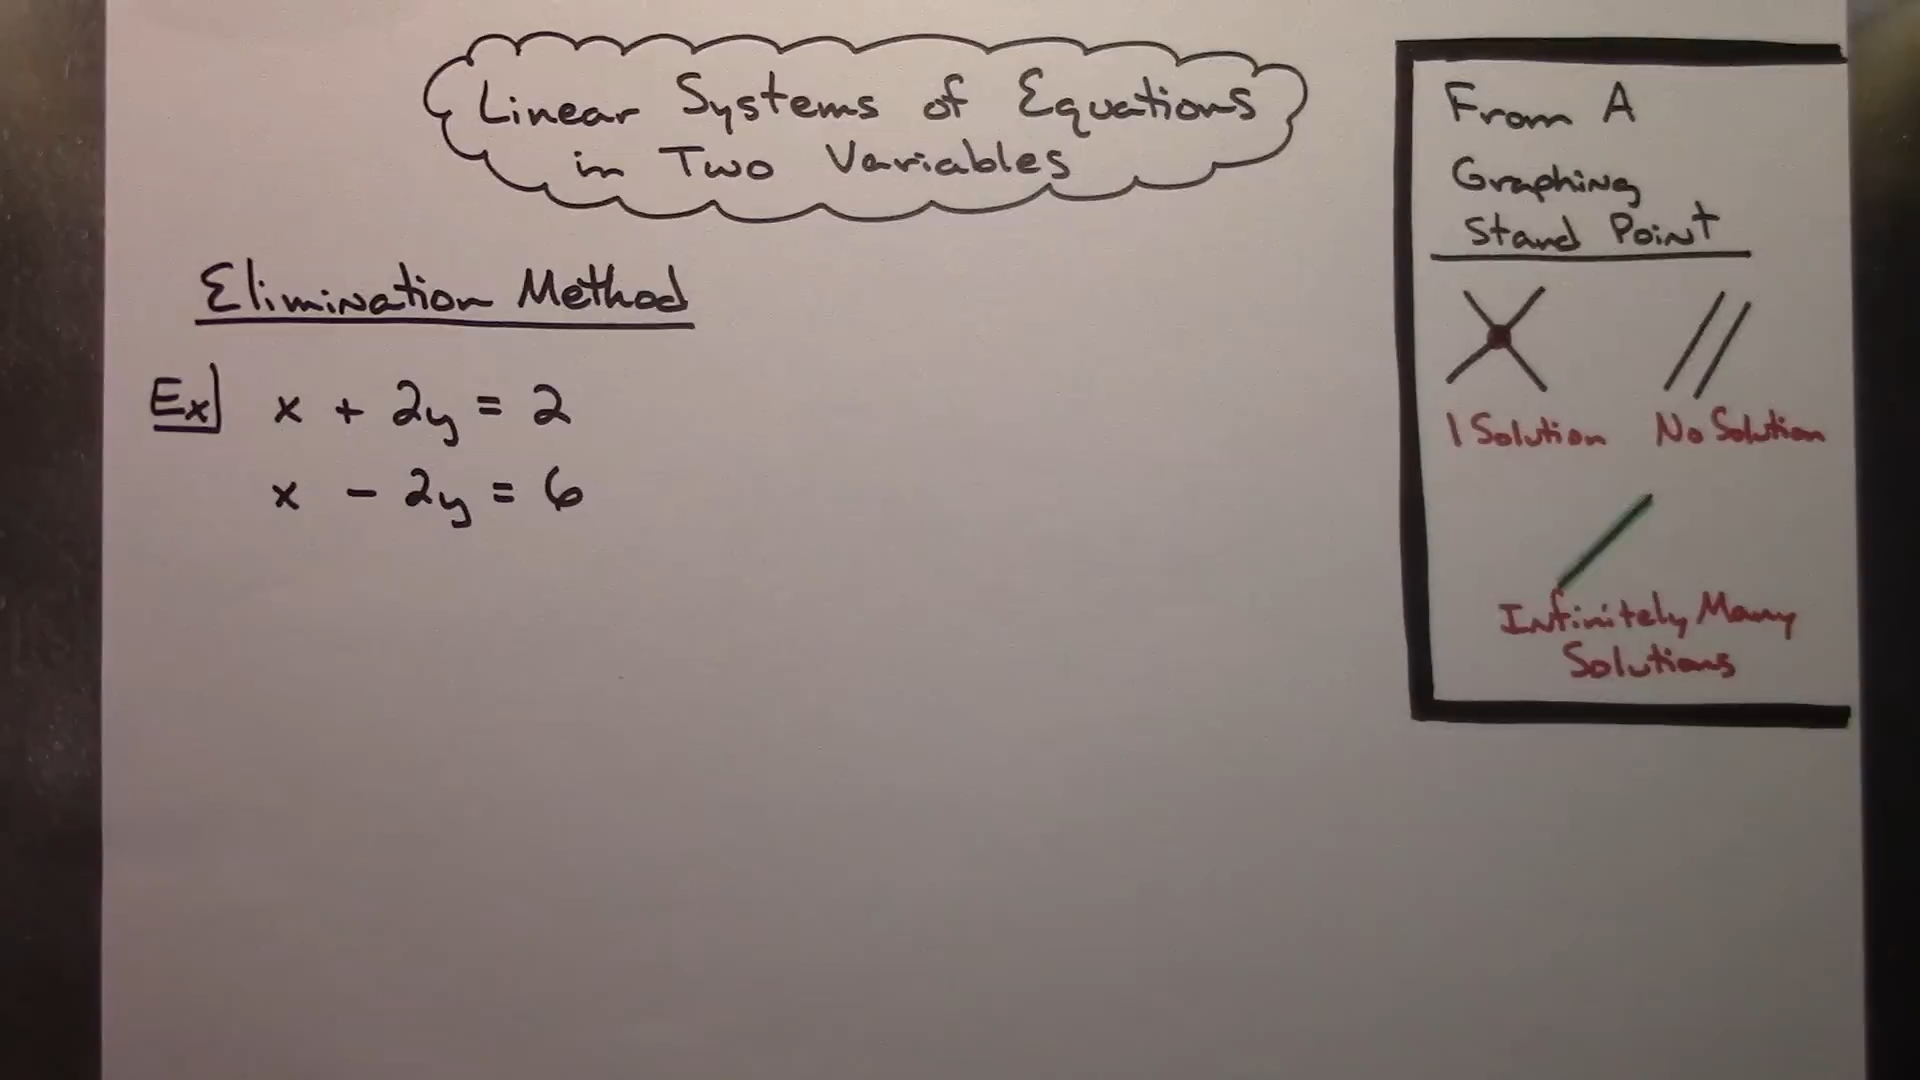 Linear Systems of Equations
in Two Variables
Elimination Method
Ex) x + 2y = 2
x - 2y = 6
From A
Graphing
Stand Point
1 Solution
No Solution
Infinitely Many
Solutions